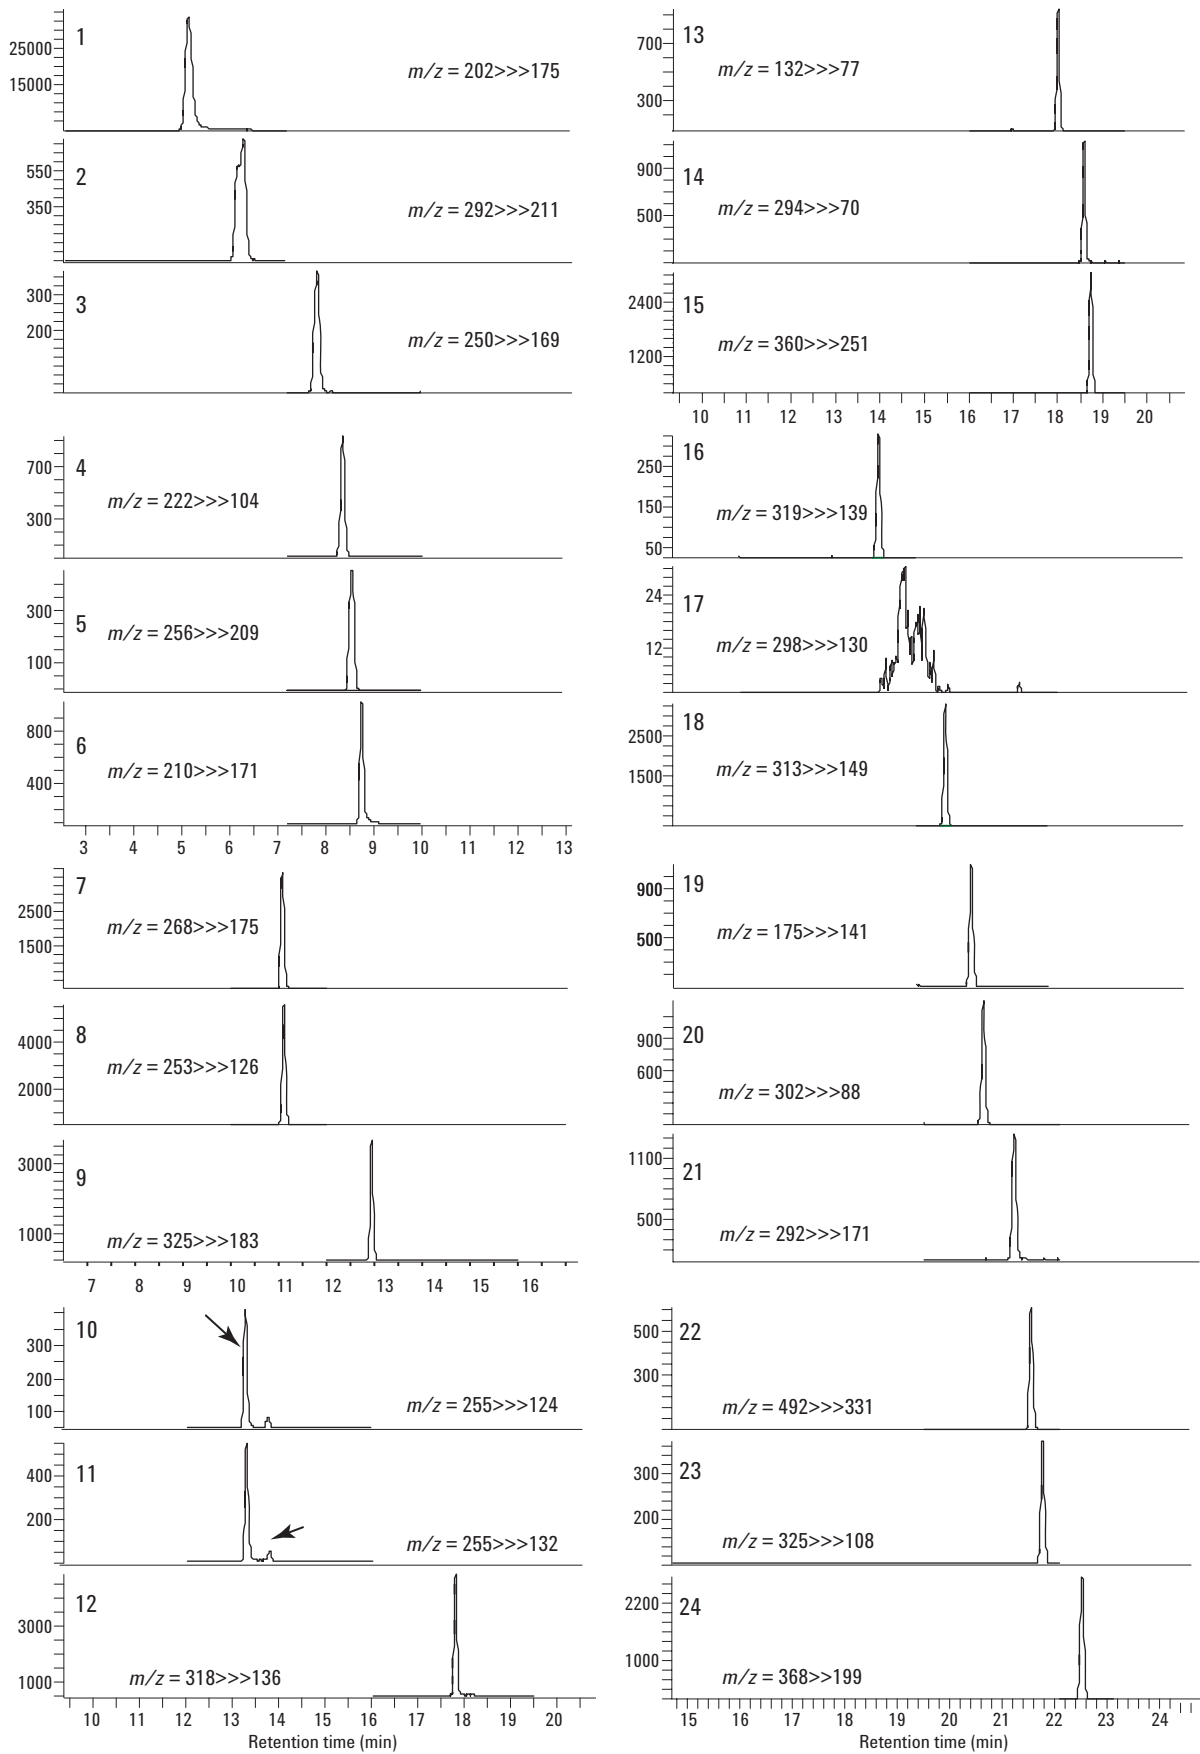 1
25000
15000
m/z = 202>>>175
2
550
350
m/z = 292>>>211
3
300
200
m/z = 250>>>169
4
700
300
m/z = 222>>>104
5
300
100
m/z = 256>>>209
6
800
400
m/z = 210>>>171
3 4 5 6 7 8 9 10 11 12 13
7
2500
1500
m/z = 268>>>175
8
4000
2000
m/z = 253>>>126
9
3000
1000
m/z = 325>>>183
7 8 9 10 11 12 13 14 15 16
10
300
200
100
m/z = 255>>>124
11
400
200
m/z = 255>>>132
12
3000
1000
m/z = 318>>>136
10 11 12 13 14 15 16 17 18 19 20
Retention time (min)
13
700
300
m/z = 132>>>77
14
900
500
m/z = 294>>>70
15
2400
1200
m/z = 360>>>251
10 11 12 13 14 15 16 17 18 19 20
16
250
150
50
m/z = 319>>>139
17
24
12
m/z = 298>>>130
18
2500
1500
m/z = 313>>>149
19
900
500
m/z = 175>>>141
20
900
600
m/z = 302>>>88
21
1100
500
m/z = 292>>>171
22
500
300
m/z = 492>>>331
23
300
200
m/z = 325>>>108
24
2200
1000
m/z = 368>>199
15 16 17 18 19 20 21 22 23 24
Retention time (min)